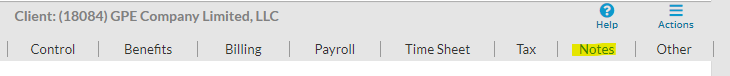 Client: (18084) GPE Company Limited, LLC
Help Actions
Control Benefits Billing Payroll Time Sheet Tax Notes Other